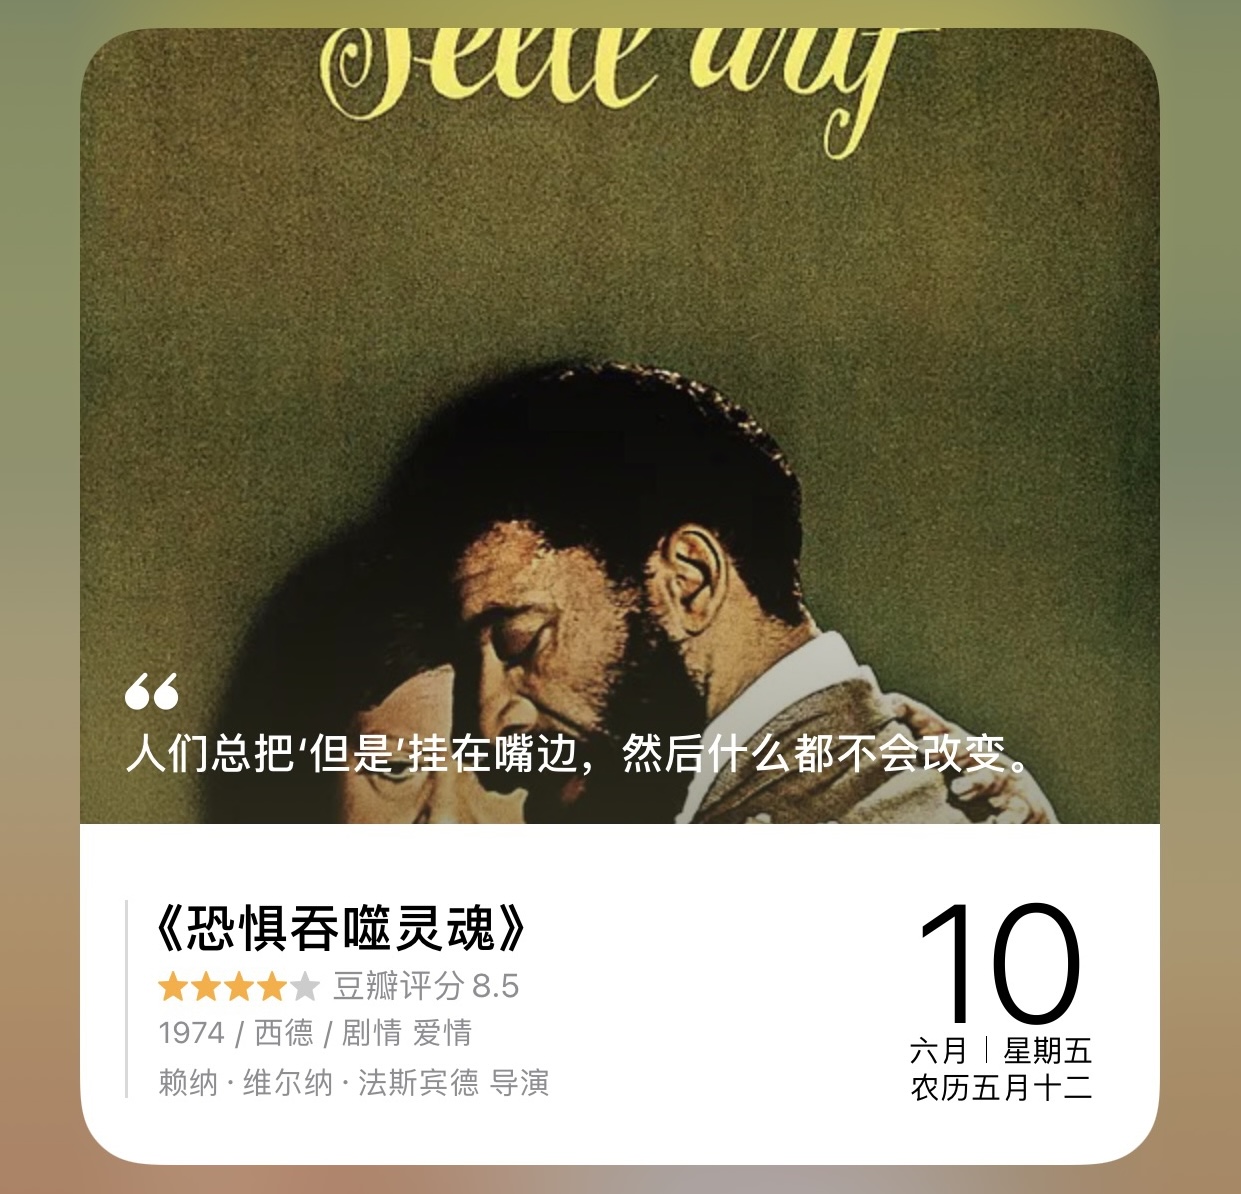 Seele auf
“
人们总把‘但是’挂在嘴边，然后什么都不会改变。
《恐惧吞噬灵魂》
豆瓣评分 8.5
1974 / 西德 / 剧情 爱情
赖纳·维尔纳·法斯宾德 导演
10
六月｜星期五
农历五月十二